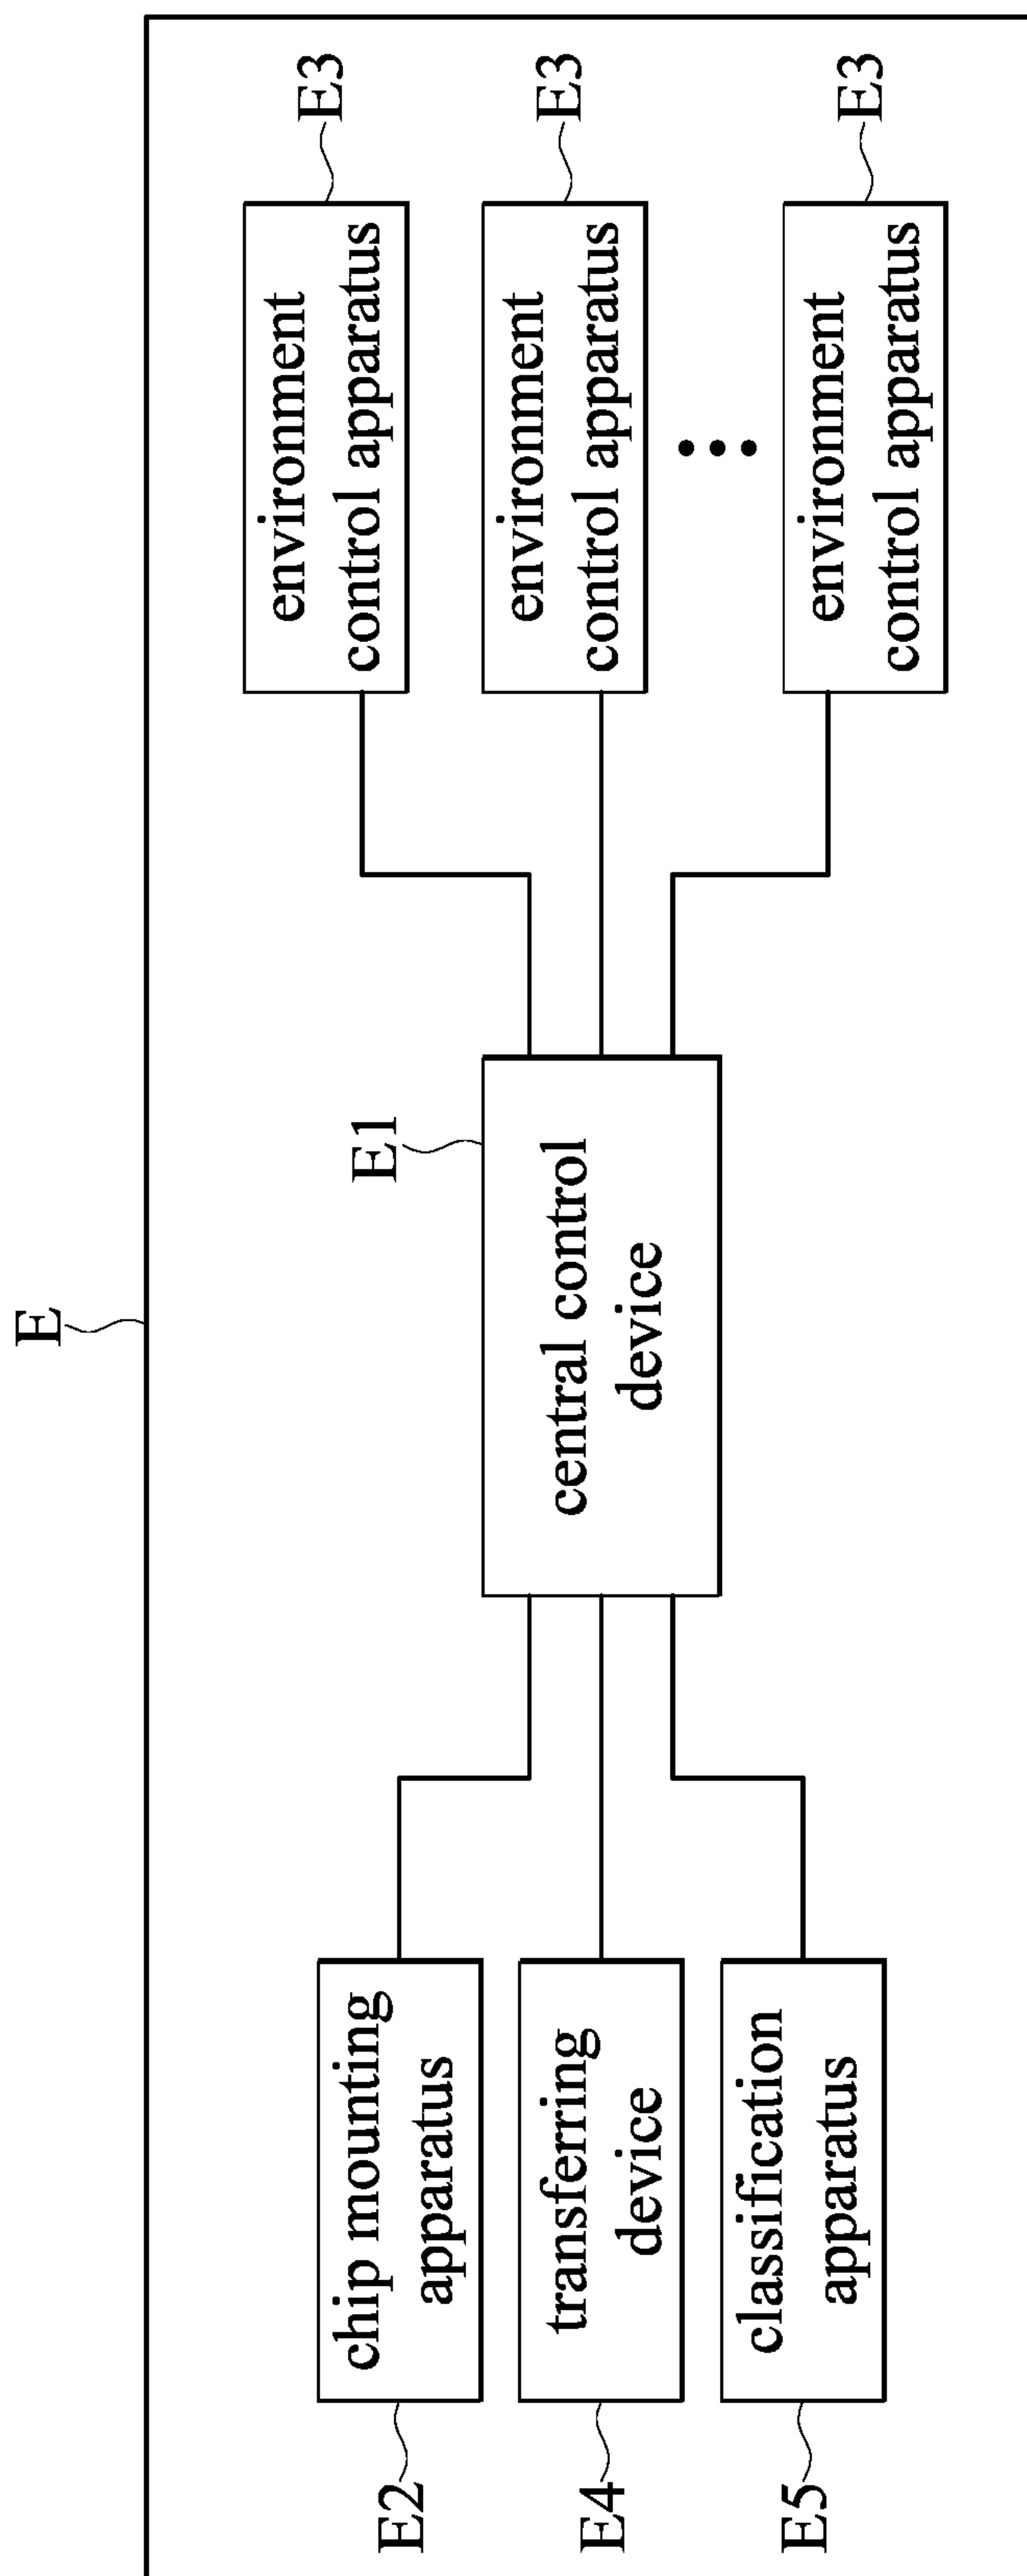 E
E1
E2
chip mounting
apparatus
E4
transferring
device
E5
classification
apparatus
central control
device
environment
control apparatus
E3
environment
control apparatus
E3
environment
control apparatus
E3